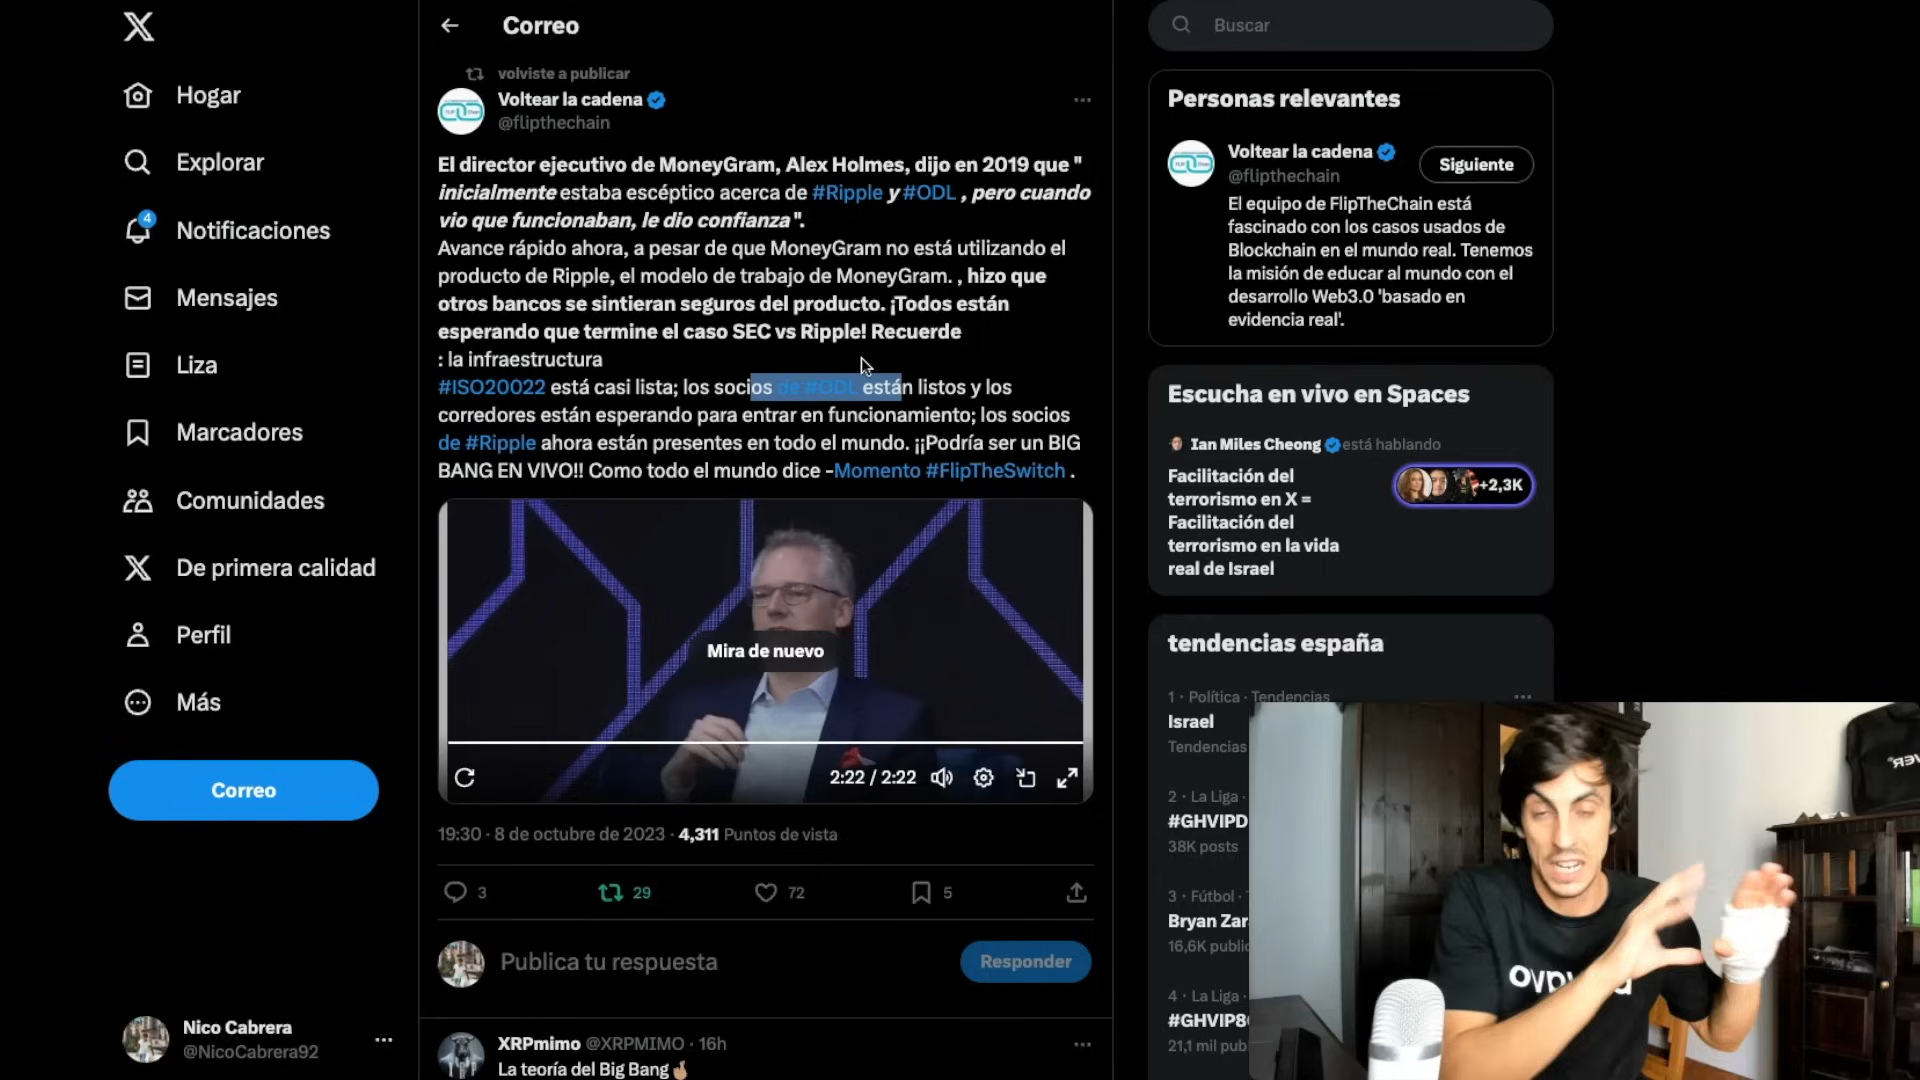 Correo
Buscar
volviste a publicar
Voltear la cadena
@flipthechain
El director ejecutivo de MoneyGram, Alex Holmes, dijo en 2019 que "
inicialmente estaba escéptico acerca de #Ripple y #ODL , pero cuando
vio que funcionaban, le dio confianza ".
Avance rápido ahora, a pesar de que MoneyGram no está utilizando el
producto de Ripple, el modelo de trabajo de MoneyGram. , hizo que
otros bancos se sintieran seguros del producto. ¡Todos están
esperando que termine el caso SEC vs Ripple! Recuerde
: la infraestructura
#ISO20022 está casi lista; los socios de #ODL están listos y los
corredores están esperando para entrar en funcionamiento; los socios
de #Ripple ahora están presentes en todo el mundo. ¡¡Podría ser un BIG
BANG EN VIVO!! Como todo el mundo dice -Momento #FlipTheSwitch .
Mira de nuevo
2:22 / 2:22
19:30 · 8 de octubre de 2023 · 4,311 Puntos de vista
3
29
72
5
Publica tu respuesta
Responder
XRPmimo @XRPMIMO · 16h
La teoría del Big Bang
Hogar
Explorar
4
Notificaciones
Mensajes
Liza
Marcadores
Comunidades
De primera calidad
Perfil
Más
Correo
Nico Cabrera
@NicoCabrera92
Personas relevantes
Voltear la cadena
@flipthechain
Siguiente
El equipo de FlipTheChain está
fascinado con los casos usados de
Blockchain en el mundo real. Tenemos
la misión de educar al mundo con el
desarrollo Web3.0 'basado en
evidencia real'.
Escucha en vivo en Spaces
Ian Miles Cheong está hablando
Facilitación del
terrorismo en X =
Facilitación del
terrorismo en la vida
real de Israel
+2,3K
tendencias españa
1 · Política · Tendencias
Israel
Tendencias
2 · La Liga ·
#GHVIPD
38K posts
3 · Fútbol ·
Bryan Zar
16,6K public
4 · La Liga ·
#GHVIP8
21,1 mil pub